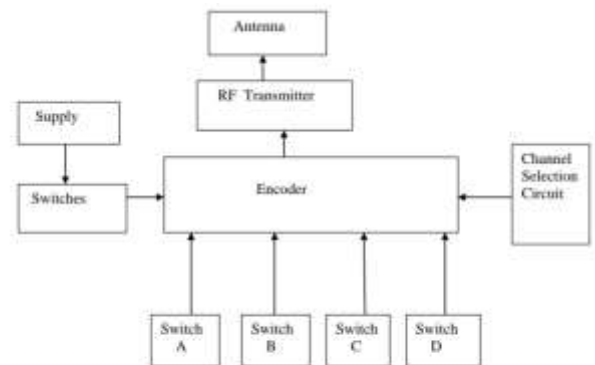 Antenna
RF Transmitter
Supply
Channel
Selection
Circuit
Encoder
Switches
Switch
A
Switch
B
Switch
C
Switch
D